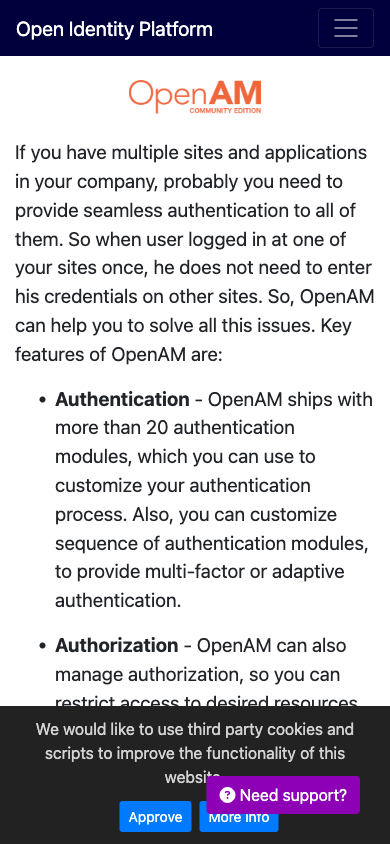 Open Identity Platform
OpenAM
COMMUNITY EDITION
If you have multiple sites and applications
in your company, probably you need to
provide seamless authentication to all of
them. So when user logged in at one of
your sites once, he does not need to enter
his credentials on other sites. So, OpenAM
can help you to solve all this issues. Key
features of OpenAM are:
• Authentication - OpenAM ships with
more than 20 authentication
modules, which you can use to
customize your authentication
process. Also, you can customize
sequence of authentication modules,
to provide multi-factor or adaptive
authentication.
• Authorization - OpenAM can also
manage authorization, so you can
restrict access to desired resources
We would like to use third party cookies and
scripts to improve the functionality of this
website.
Need support?
Approve
More info